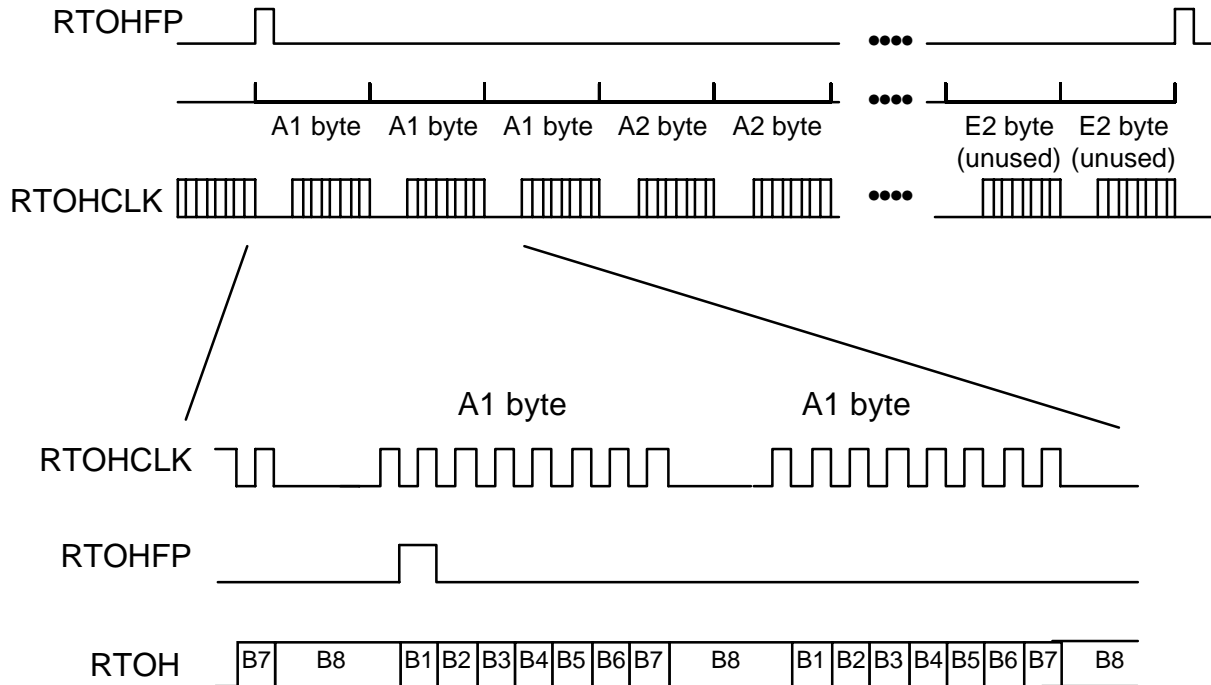 RTOHFP
A1 byte A1 byte A1 byte A2 byte A2 byte E2 byte E2 byte
(unused) (unused)
RTOHCLK
A1 byte A1 byte
RTOHCLK
RTOHFP
RTOH B7 B8 B1 B2 B3 B4 B5 B6 B7 B8 B1 B2 B3 B4 B5 B6 B7 B8